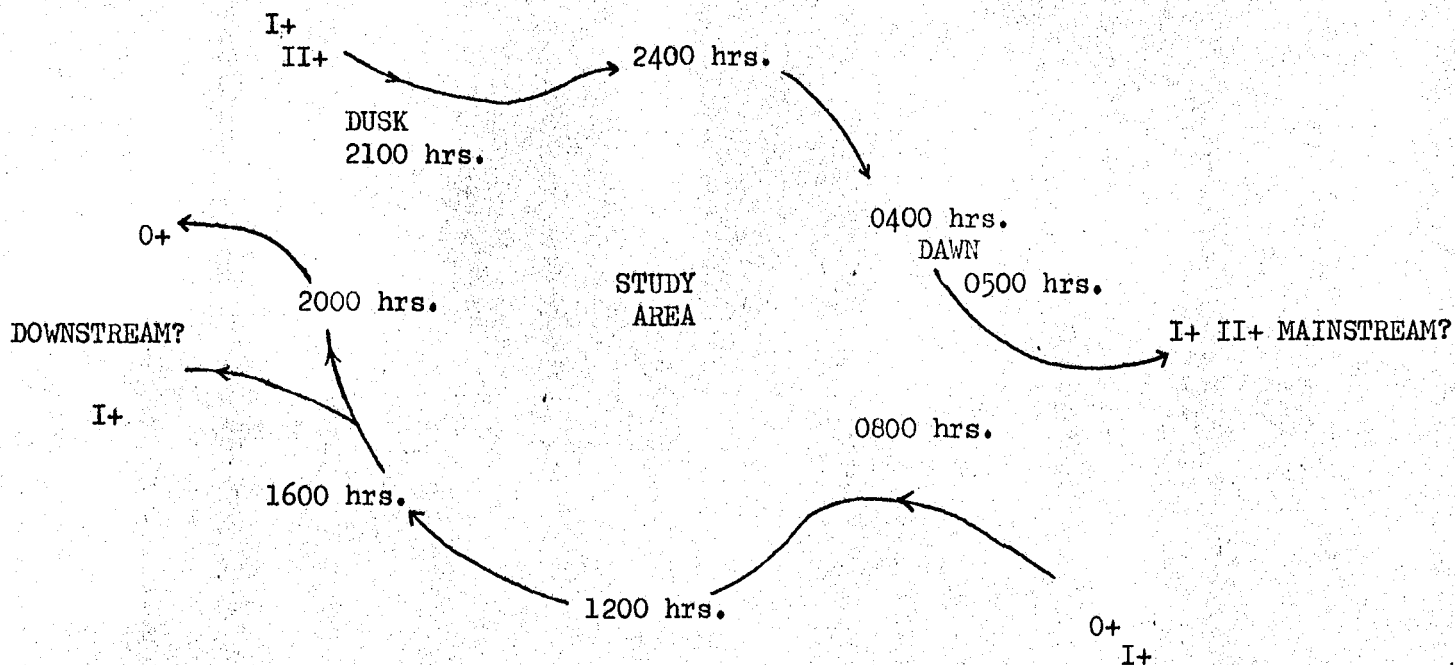 I+
II+
2400 hrs.
DUSK
2100 hrs.
0400 hrs.
DAWN
0500 hrs.
0+
2000 hrs.
STUDY
AREA
DOWNSTREAM?
I+ II+ MAINSTREAM?
I+
0800 hrs.
1600 hrs.
1200 hrs.
0+
I+